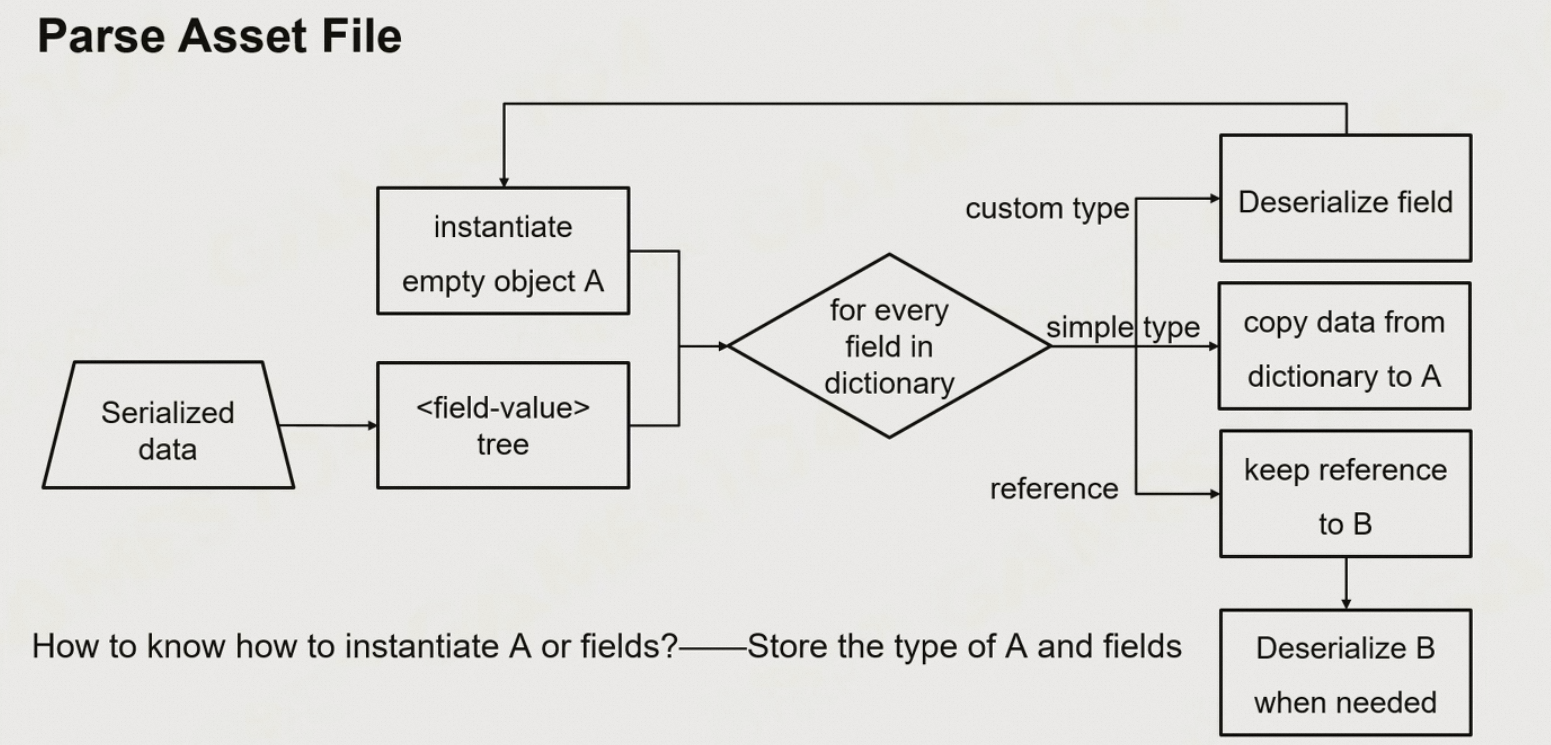 Parse Asset File
instantiate
empty object A
Serialized
data
<field-value>
tree
for every
field in
dictionary
custom type
simple type
reference
Deserialize field
copy data from
dictionary to A
keep reference
to B
Deserialize B
when needed
How to know how to instantiate A or fields?——Store the type of A and fields